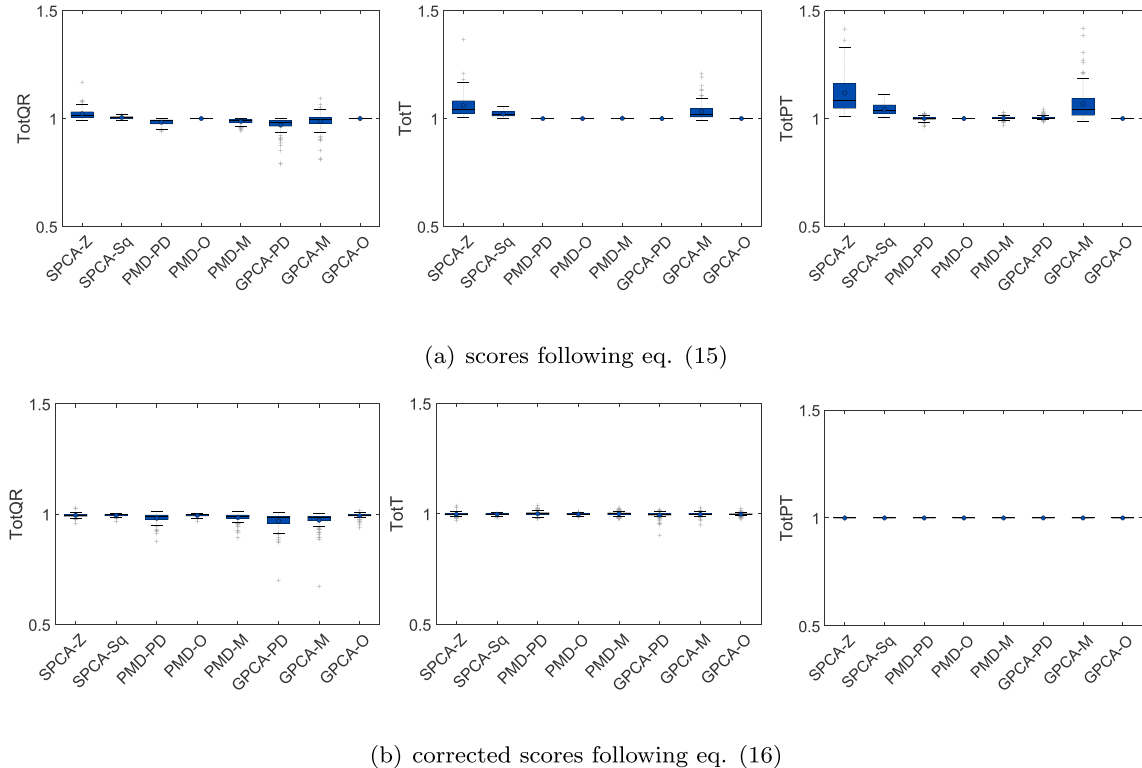 1.5
1
0.5
TotQR
SPCA-Z
SPCA-Sq
PMD-PD
PMD-O
PMD-M
GPCA-PD
GPCA-M
GPCA-O
1.5
1
0.5
TotT
SPCA-Z
SPCA-Sq
PMD-PD
PMD-O
PMD-M
GPCA-PD
GPCA-M
GPCA-O
1.5
1
0.5
TotPT
SPCA-Z
SPCA-Sq
PMD-PD
PMD-O
PMD-M
GPCA-PD
GPCA-M
GPCA-O
(a) scores following eq. (15)
1.5
1
0.5
TotQR
SPCA-Z
SPCA-Sq
PMD-PD
PMD-O
PMD-M
GPCA-PD
GPCA-M
GPCA-O
1.5
1
0.5
TotT
SPCA-Z
SPCA-Sq
PMD-PD
PMD-O
PMD-M
GPCA-PD
GPCA-M
GPCA-O
1.5
1
0.5
TotPT
SPCA-Z
SPCA-Sq
PMD-PD
PMD-O
PMD-M
GPCA-PD
GPCA-M
GPCA-O
(b) corrected scores following eq. (16)